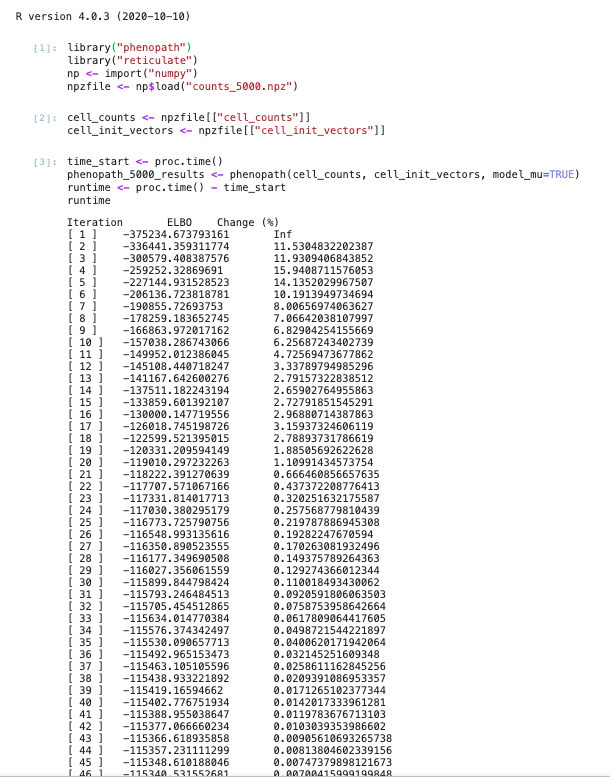 R version 4.0.3 (2020-10-10)
[1]: library("phenopath")
library("reticulate")
np <- import("numpy")
npzfile <- np$load("counts_5000.npz")
[2]: cell_counts <- npzfile[["cell_counts"]]
cell_init_vectors <- npzfile[["cell_init_vectors"]]
[3]: time_start <- proc.time()
phenopath_5000_results <- phenopath(cell_counts, cell_init_vectors, model_mu=TRUE)
runtime <- proc.time() - time_start
runtime
Iteration ELBO Change (%)
[ 1 ] -375234.673793161 Inf
[ 2 ] -336441.359311774 11.5304832202387
[ 3 ] -300579.408387576 11.9309406843852
[ 4 ] -259252.32869691 15.9408711576053
[ 5 ] -227144.931528523 14.1352029967507
[ 6 ] -206136.723818781 10.1913949734694
[ 7 ] -190855.72693753 8.00656974063627
[ 8 ] -178259.183652745 7.06642038107997
[ 9 ] -166863.972017162 6.82904254155669
[ 10 ] -157038.286743066 6.25687243402739
[ 11 ] -149952.012386045 4.72569473677862
[ 12 ] -145108.440718247 3.33789794985296
[ 13 ] -141167.642600276 2.79157322838512
[ 14 ] -137511.182243194 2.65902764955863
[ 15 ] -133859.601392107 2.72791851545291
[ 16 ] -130000.147719556 2.96880714387863
[ 17 ] -126018.745198726 3.15937324606119
[ 18 ] -122599.521395015 2.78893731786619
[ 19 ] -120331.209594149 1.88505692622628
[ 20 ] -119010.297232263 1.10991434573754
[ 21 ] -118222.391270639 0.666460856657635
[ 22 ] -117707.571067166 0.437372208776413
[ 23 ] -117331.814017713 0.320251632175587
[ 24 ] -117030.380295179 0.257568779810439
[ 25 ] -116773.725790756 0.219787886945308
[ 26 ] -116548.993135616 0.19282247670594
[ 27 ] -116350.890523555 0.170263081932496
[ 28 ] -116177.349690508 0.149375789264363
[ 29 ] -116027.356061559 0.129274366012344
[ 30 ] -115899.844798424 0.110018493430062
[ 31 ] -115793.246484513 0.0920591806063503
[ 32 ] -115705.454512865 0.0758753958642664
[ 33 ] -115634.014770384 0.0617809064417605
[ 34 ] -115576.374342497 0.0498721544221897
[ 35 ] -115530.090657713 0.0400620171942064
[ 36 ] -115492.965153473 0.032145251609348
[ 37 ] -115463.105105596 0.0258611162845256
[ 38 ] -115438.933221892 0.0209391086953357
[ 39 ] -115419.16594662 0.0171265102377344
[ 40 ] -115402.776751934 0.0142017333961281
[ 41 ] -115388.955038647 0.0119783676713103
[ 42 ] -115377.066660234 0.0103039353986602
[ 43 ] -115366.618935858 0.00905610693265738
[ 44 ] -115357.231111299 0.00813804602339156
[ 45 ] -115348.610188046 0.00747379898121673
[ 46 ] -115340.531552681 0.00700415999199848